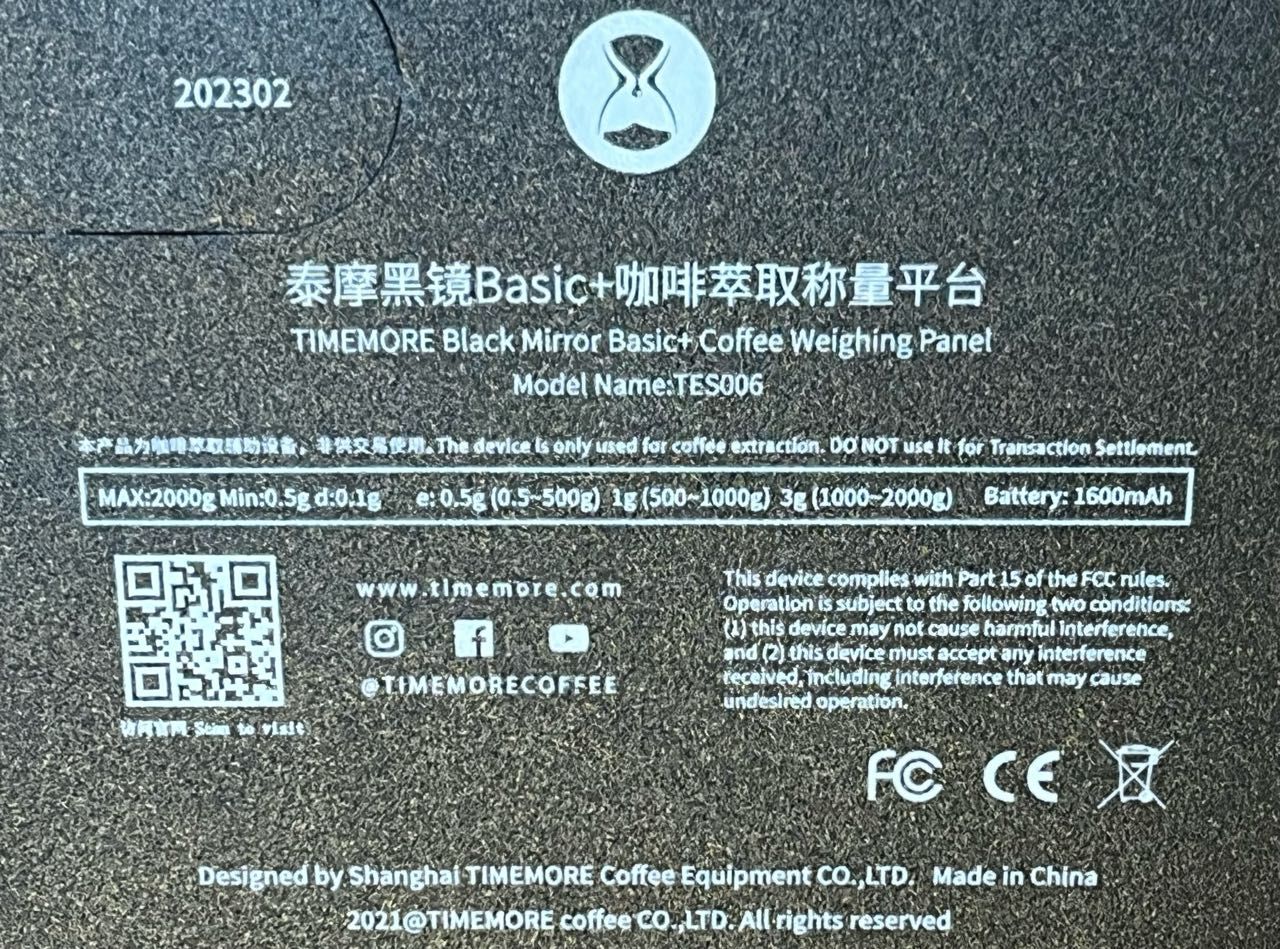 202302
泰摩黑镜Basic+咖啡萃取称量平台
TIMEMORE Black Mirror Basic+ Coffee Weighing Panel
Model Name:TES006
本产品为咖啡萃取辅助设备，非供交易使用。The device is only used for coffee extraction. DO NOT use it for Transaction Settlement.
MAX:2000g Min:0.5g d:0.1g e: 0.5g (0.5~500g) 1g (500~1000g) 3g (1000~2000g) Battery: 1600mAh
www.timemore.com
@TIMEMORECOFFEE
访问官网 Scan to visit
This device complies with Part 15 of the FCC rules.
Operation is subject to the following two conditions:
(1) this device may not cause harmful interference,
and (2) this device must accept any interference
received, including interference that may cause
undesired operation.
FC CE
Designed by Shanghai TIMEMORE Coffee Equipment CO.,LTD. Made in China
2021@TIMEMORE coffee CO.,LTD. All rights reserved